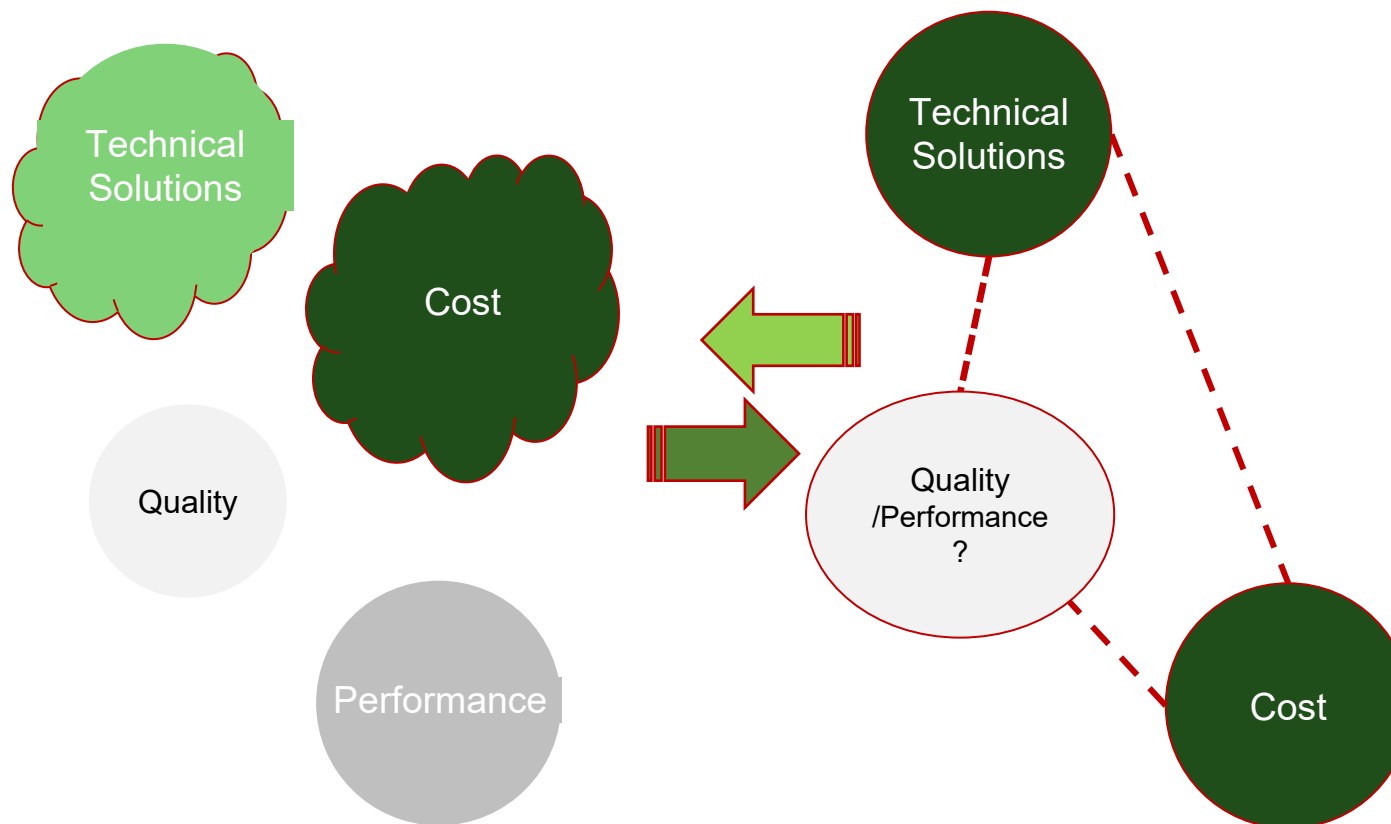 Technical
Solutions
Cost
Quality
Performance
Technical
Solutions
Quality
/Performance
?
Cost